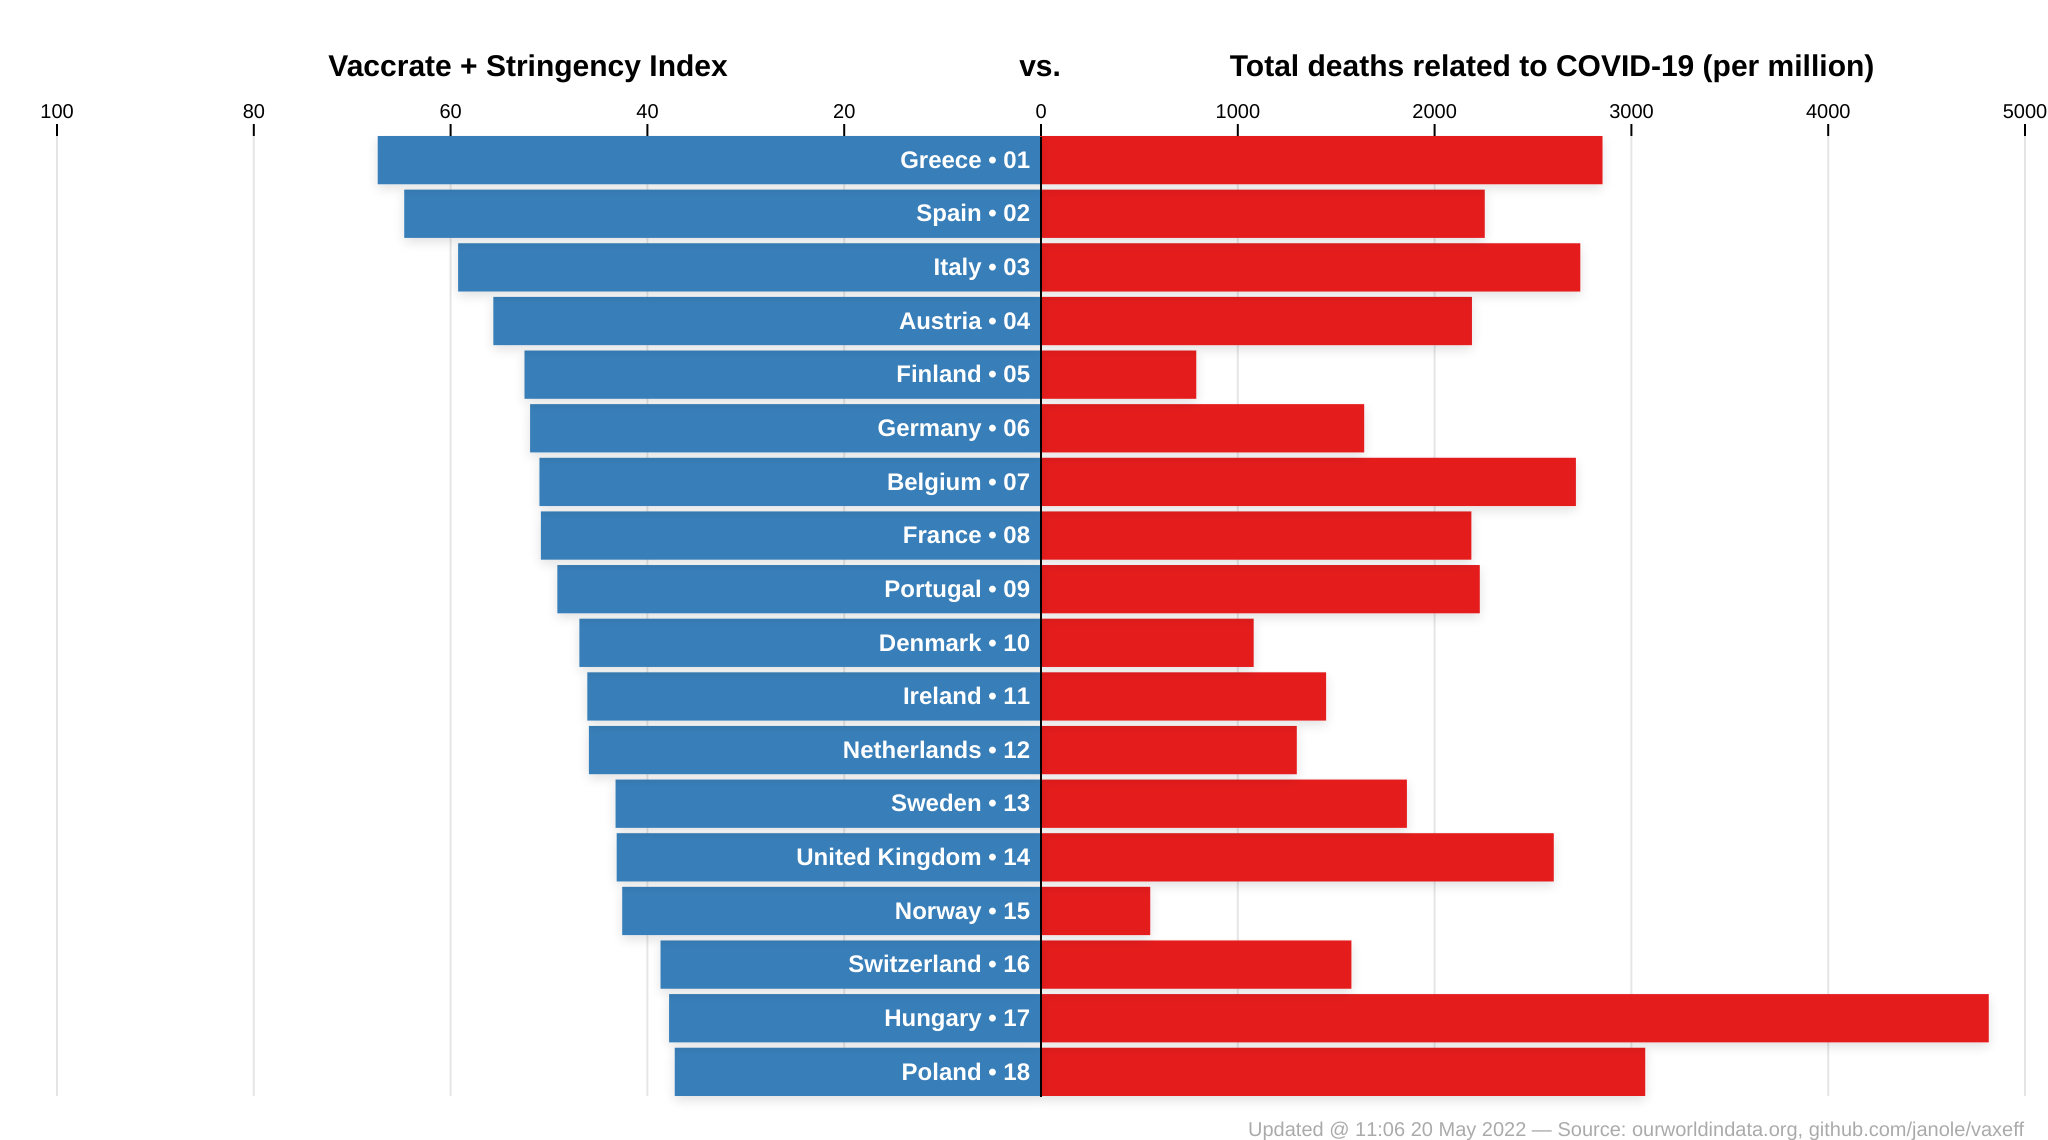 Vaccrate + Stringency Index vs. Total deaths related to COVID-19 (per million)
100 80 60 40 20 0 1000 2000 3000 4000 5000
Greece • 01
Spain • 02
Italy • 03
Austria • 04
Finland • 05
Germany • 06
Belgium • 07
France • 08
Portugal • 09
Denmark • 10
Ireland • 11
Netherlands • 12
Sweden • 13
United Kingdom • 14
Norway • 15
Switzerland • 16
Hungary • 17
Poland • 18
Updated @ 11:06 20 May 2022 — Source: ourworldindata.org, github.com/janole/vaxeff